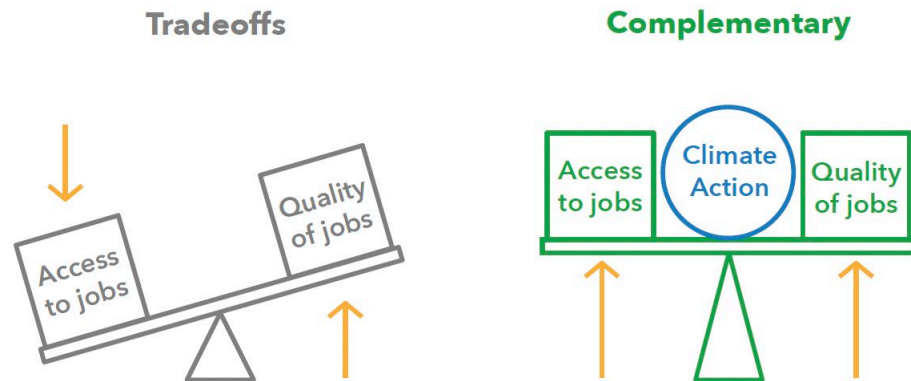 Tradeoffs
Access
to jobs
Quality
of jobs
Complementary
Access
to jobs
Climate
Action
Quality
of jobs